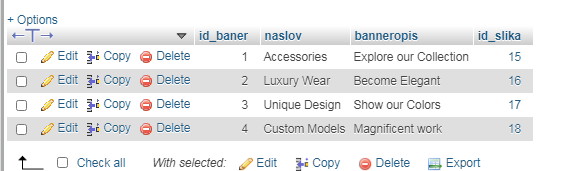 + Options
id_baner naslov banneropis id_slika
Edit Copy Delete 1 Accessories Explore our Collection 15
Edit Copy Delete 2 Luxury Wear Become Elegant 16
Edit Copy Delete 3 Unique Design Show our Colors 17
Edit Copy Delete 4 Custom Models Magnificent work 18
Check all With selected: Edit Copy Delete Export